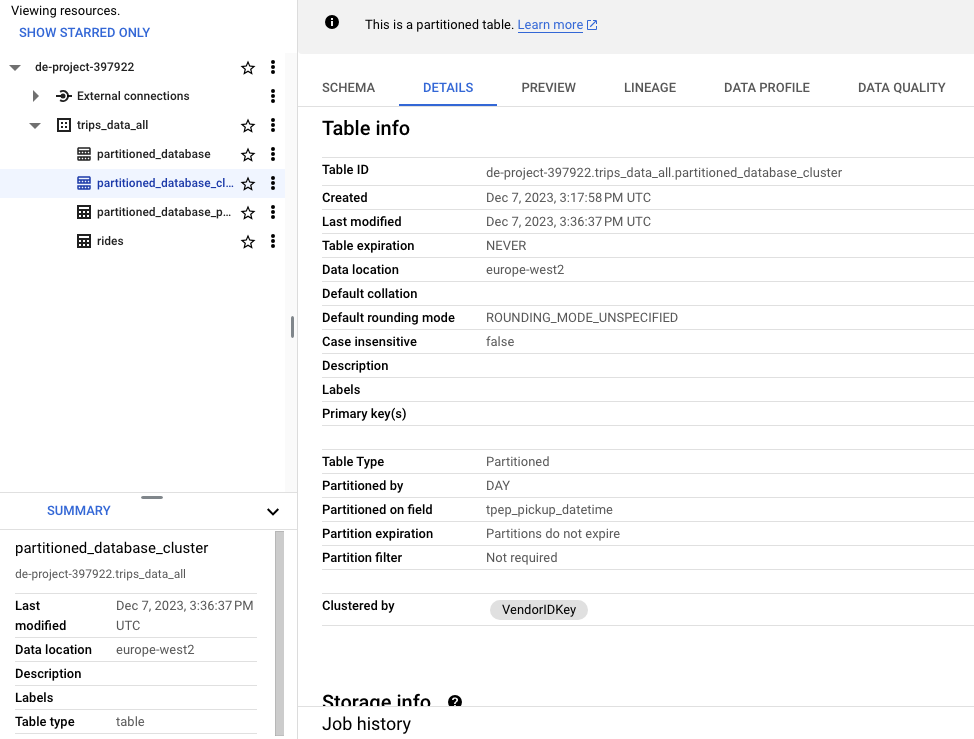 Viewing resources.
SHOW STARRED ONLY
de-project-397922
External connections
trips_data_all
partitioned_database
partitioned_database_cl...
partitioned_database_p...
rides
SUMMARY
partitioned_database_cluster
de-project-397922.trips_data_all
Last modified Dec 7, 2023, 3:36:37 PM UTC
Data location europe-west2
Description
Labels
Table type table
This is a partitioned table. Learn more
SCHEMA DETAILS PREVIEW LINEAGE DATA PROFILE DATA QUALITY
Table info
Table ID de-project-397922.trips_data_all.partitioned_database_cluster
Created Dec 7, 2023, 3:17:58 PM UTC
Last modified Dec 7, 2023, 3:36:37 PM UTC
Table expiration NEVER
Data location europe-west2
Default collation
Default rounding mode ROUNDING_MODE_UNSPECIFIED
Case insensitive false
Description
Labels
Primary key(s)
Table Type Partitioned
Partitioned by DAY
Partitioned on field tpep_pickup_datetime
Partition expiration Partitions do not expire
Partition filter Not required
Clustered by VendorIDKey
Storage info
Job history